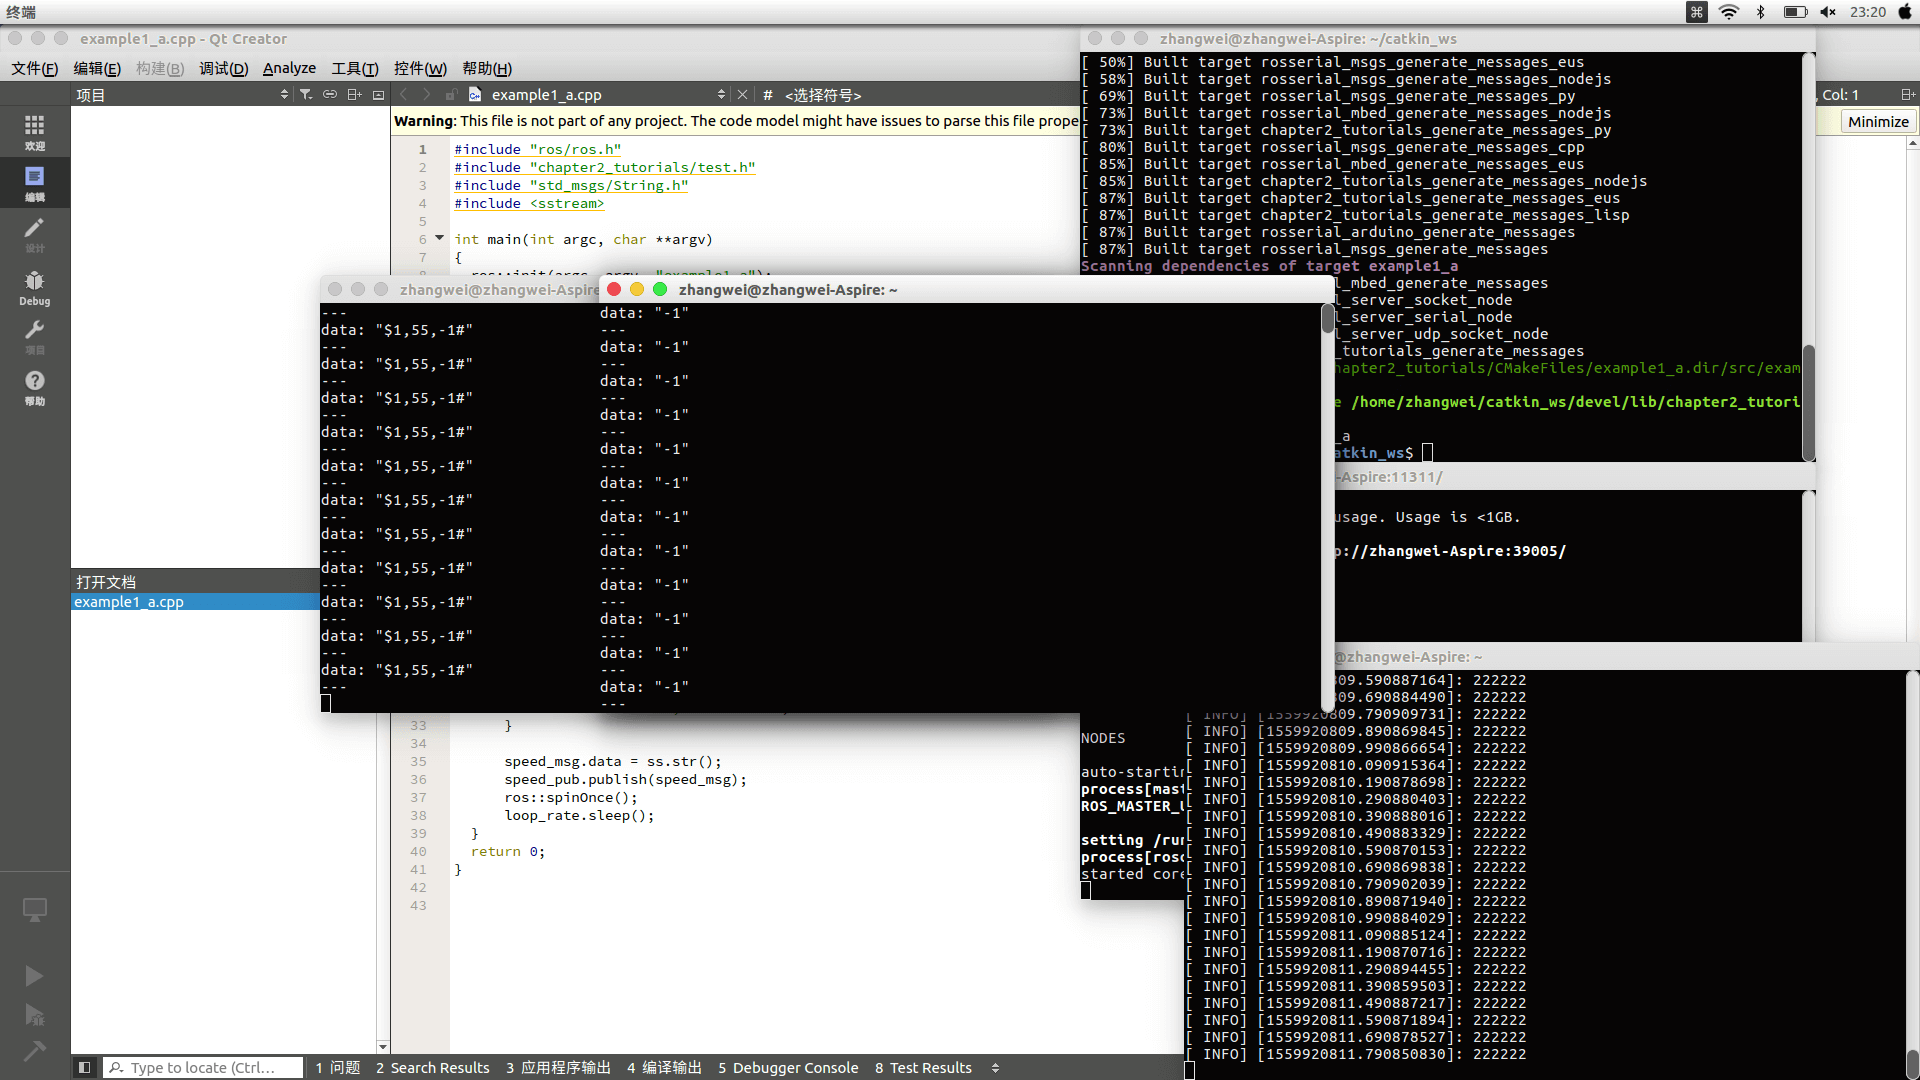 终端
23:20
example1_a.cpp - Qt Creator
文件(F) 编辑(E) 构建(B) 调试(D) Analyze 工具(T) 控件(W) 帮助(H)
项目
example1_a.cpp
# <选择符号>
, Col: 1
Warning: This file is not part of any project. The code model might have issues to parse this file prope
Minimize
欢迎
编辑
设计
Debug
项目
帮助
打开文档
example1_a.cpp
1 #include "ros/ros.h"
2 #include "chapter2_tutorials/test.h"
3 #include "std_msgs/String.h"
4 #include <sstream>
5
6 int main(int argc, char **argv)
7 {
33 }
34
35 speed_msg.data = ss.str();
36 speed_pub.publish(speed_msg);
37 ros::spinOnce();
38 loop_rate.sleep();
39 }
40 return 0;
41 }
42
43
zhangwei@zhangwei-Aspire
---
data: "$1,55,-1#"
---
data: "$1,55,-1#"
---
data: "$1,55,-1#"
---
data: "$1,55,-1#"
---
data: "$1,55,-1#"
---
data: "$1,55,-1#"
---
data: "$1,55,-1#"
---
data: "$1,55,-1#"
---
data: "$1,55,-1#"
---
data: "$1,55,-1#"
---
data: "$1,55,-1#"
---
zhangwei@zhangwei-Aspire: ~
data: "-1"
---
data: "-1"
---
data: "-1"
---
data: "-1"
---
data: "-1"
---
data: "-1"
---
data: "-1"
---
data: "-1"
---
data: "-1"
---
data: "-1"
---
data: "-1"
---
data: "-1"
---
zhangwei@zhangwei-Aspire: ~/catkin_ws
[ 50%] Built target rosserial_msgs_generate_messages_eus
[ 58%] Built target rosserial_msgs_generate_messages_nodejs
[ 69%] Built target rosserial_msgs_generate_messages_py
[ 73%] Built target rosserial_mbed_generate_messages_nodejs
[ 73%] Built target chapter2_tutorials_generate_messages_py
[ 80%] Built target rosserial_msgs_generate_messages_cpp
[ 85%] Built target rosserial_mbed_generate_messages_eus
[ 85%] Built target chapter2_tutorials_generate_messages_nodejs
[ 87%] Built target chapter2_tutorials_generate_messages_eus
[ 87%] Built target chapter2_tutorials_generate_messages_lisp
[ 87%] Built target rosserial_arduino_generate_messages
[ 87%] Built target rosserial_msgs_generate_messages
Scanning dependencies of target example1_a
l_mbed_generate_messages
l_server_socket_node
l_server_serial_node
l_server_udp_socket_node
_tutorials_generate_messages
hapter2_tutorials/CMakeFiles/example1_a.dir/src/exam
e /home/zhangwei/catkin_ws/devel/lib/chapter2_tutori
_a
atkin_ws$
-Aspire:11311/
usage. Usage is <1GB.
p://zhangwei-Aspire:39005/
NODES
auto-startin
process[mast
ROS_MASTER_U
setting /run
process[rosc
started core
@zhangwei-Aspire: ~
809.590887164]: 222222
809.690884490]: 222222
[ INFO] [1559920809.790909731]: 222222
[ INFO] [1559920809.890869845]: 222222
[ INFO] [1559920809.990866654]: 222222
[ INFO] [1559920810.090915364]: 222222
[ INFO] [1559920810.190878698]: 222222
[ INFO] [1559920810.290880403]: 222222
[ INFO] [1559920810.390888016]: 222222
[ INFO] [1559920810.490883329]: 222222
[ INFO] [1559920810.590870153]: 222222
[ INFO] [1559920810.690869838]: 222222
[ INFO] [1559920810.790902039]: 222222
[ INFO] [1559920810.890871940]: 222222
[ INFO] [1559920810.990884029]: 222222
[ INFO] [1559920811.090885124]: 222222
[ INFO] [1559920811.190870716]: 222222
[ INFO] [1559920811.290894455]: 222222
[ INFO] [1559920811.390859503]: 222222
[ INFO] [1559920811.490887217]: 222222
[ INFO] [1559920811.590871894]: 222222
[ INFO] [1559920811.690878527]: 222222
[ INFO] [1559920811.790850830]: 222222
Type to locate (Ctrl...
1 问题 2 Search Results 3 应用程序输出 4 编译输出 5 Debugger Console 8 Test Results